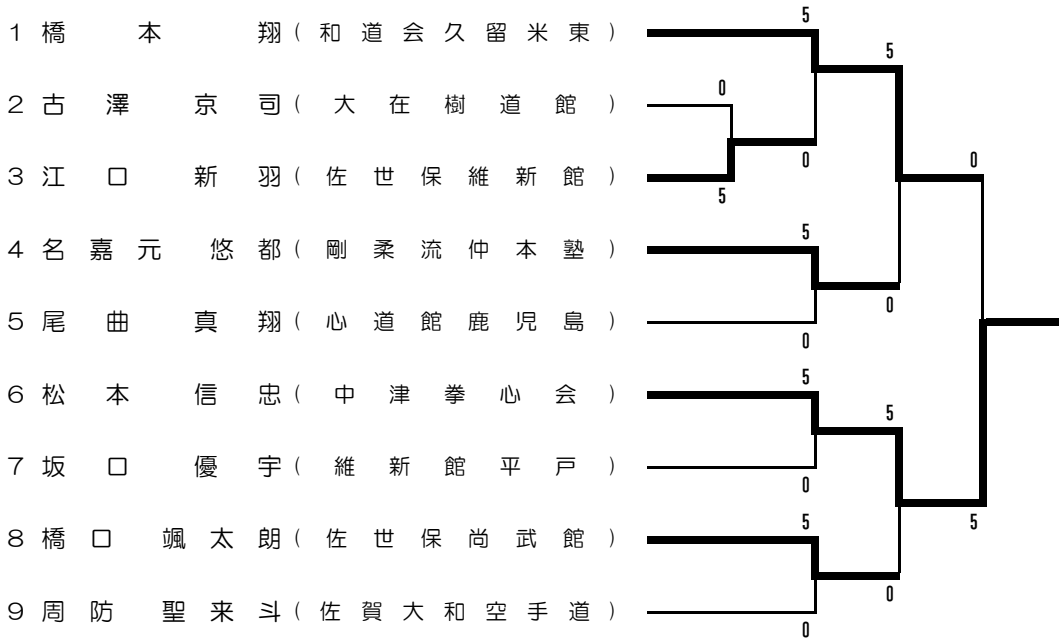 5
1 橋本 翔 (和道会久留米東)
5
0
2 古澤 京司 (大在樹道館)
0 0
3 江口 新羽 (佐世保維新館)
5
5
4 名嘉元 悠都 (剛柔流仲本塾)
0
5 尾曲 真翔 (心道館鹿児島)
0
5
6 松本 信忠 (中津拳心会)
5
7 坂口 優宇 (維新館平戸)
0
5 5
8 橋口 颯太朗 (佐世保尚武館)
0
9 周防 聖来斗 (佐賀大和空手道)
0